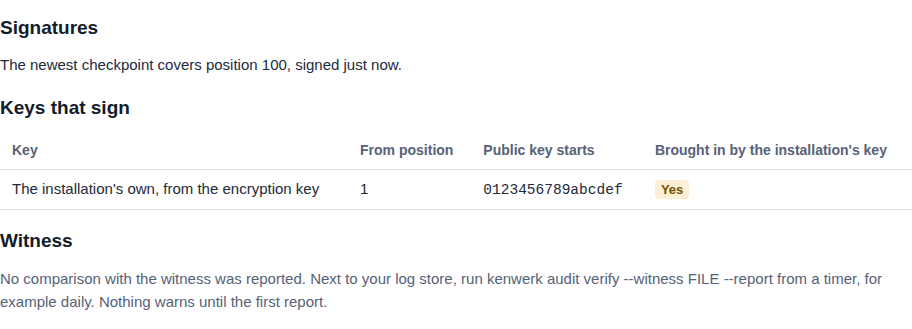 Signatures
The newest checkpoint covers position 100, signed just now.
Keys that sign
Key From position Public key starts Brought in by the installation's key
The installation's own, from the encryption key 1 0123456789abcdef Yes
Witness
No comparison with the witness was reported. Next to your log store, run kenwerk audit verify --witness FILE --report from a timer, for
example daily. Nothing warns until the first report.